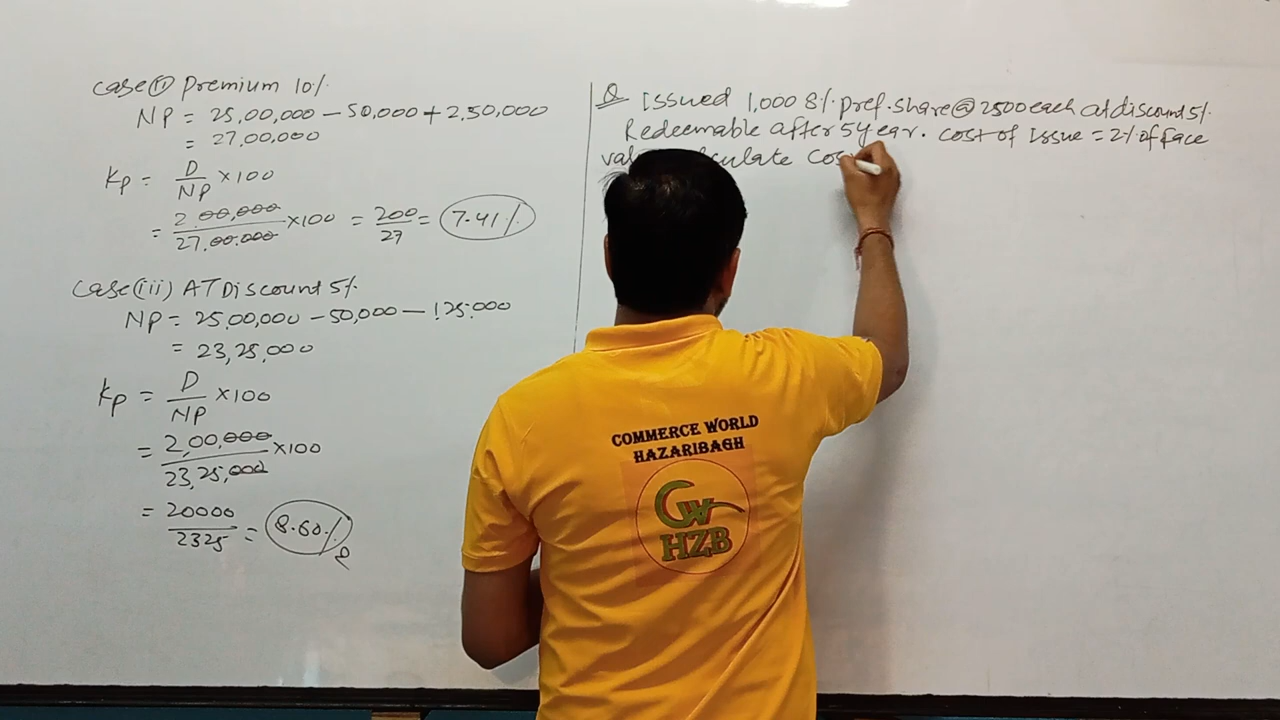 Case(ii) Premium 10%
NP = 25,00,000 - 50,000 + 2,50,000
= 27,00,000
Kp = D/NP ×100
= 2,00,000/27,00,000 ×100 = 200/27 = 7.41%
Case(iii) AT Discount 5%
NP = 25,00,000 - 50,000 - 1,25,000
= 23,25,000
Kp = D/NP ×100
= 2,00,000/23,25,000 ×100
= 20000/2325 = 8.60%
Q Issued 1,000 8% Pref. share @ 2500 each at discount 5%.
Redeemable after 5 year. Cost of Issue = 2% of face
COMMERCE WORLD
HAZARIBAGH
CW
HZB